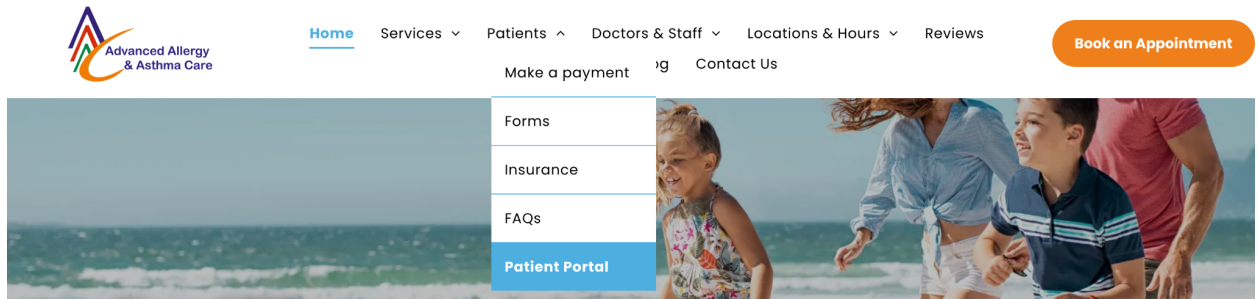 Advanced Allergy
& Asthma Care
Home Services Patients Doctors & Staff Locations & Hours Reviews
Contact Us
Book an Appointment
Make a payment
Forms
Insurance
FAQs
Patient Portal